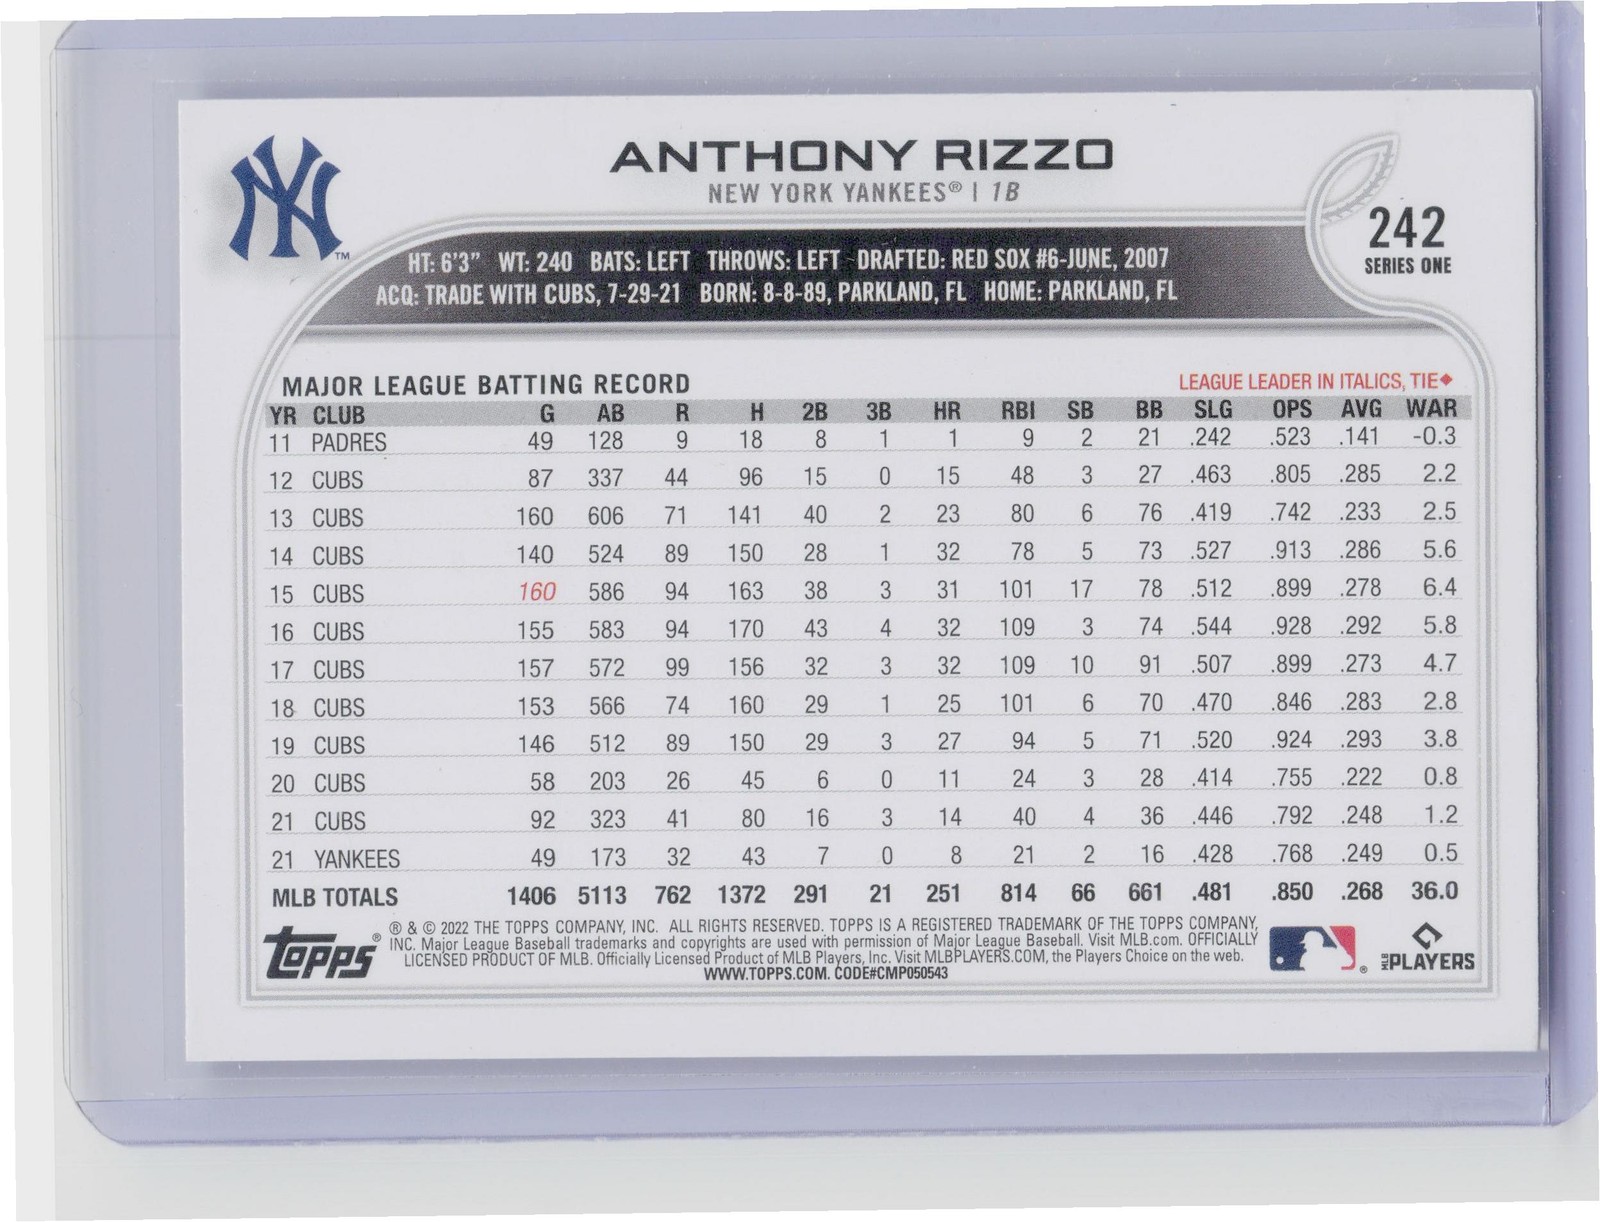 NY™
ANTHONY RIZZO
NEW YORK YANKEES® | 1B
242
SERIES ONE
HT: 6'3" WT: 240 BATS: LEFT THROWS: LEFT DRAFTED: RED SOX #6-JUNE, 2007
ACQ: TRADE WITH CUBS, 7-29-21 BORN: 8-8-89, PARKLAND, FL HOME: PARKLAND, FL
MAJOR LEAGUE BATTING RECORD LEAGUE LEADER IN ITALICS, TIE◆
YR CLUB G AB R H 2B 3B HR RBI SB BB SLG OPS AVG WAR
11 PADRES 49 128 9 18 8 1 1 9 2 21 .242 .523 .141 -0.3
12 CUBS 87 337 44 96 15 0 15 48 3 27 .463 .805 .285 2.2
13 CUBS 160 606 71 141 40 2 23 80 6 76 .419 .742 .233 2.5
14 CUBS 140 524 89 150 28 1 32 78 5 73 .527 .913 .286 5.6
15 CUBS 160 586 94 163 38 3 31 101 17 78 .512 .899 .278 6.4
16 CUBS 155 583 94 170 43 4 32 109 3 74 .544 .928 .292 5.8
17 CUBS 157 572 99 156 32 3 32 109 10 91 .507 .899 .273 4.7
18 CUBS 153 566 74 160 29 1 25 101 6 70 .470 .846 .283 2.8
19 CUBS 146 512 89 150 29 3 27 94 5 71 .520 .924 .293 3.8
20 CUBS 58 203 26 45 6 0 11 24 3 28 .414 .755 .222 0.8
21 CUBS 92 323 41 80 16 3 14 40 4 36 .446 .792 .248 1.2
21 YANKEES 49 173 32 43 7 0 8 21 2 16 .428 .768 .249 0.5
MLB TOTALS 1406 5113 762 1372 291 21 251 814 66 661 .481 .850 .268 36.0
topps®
® & © 2022 THE TOPPS COMPANY, INC. ALL RIGHTS RESERVED. TOPPS IS A REGISTERED TRADEMARK OF THE TOPPS COMPANY,
INC. Major League Baseball trademarks and copyrights are used with permission of Major League Baseball. Visit MLB.com. OFFICIALLY
LICENSED PRODUCT OF MLB. Officially Licensed Product of MLB Players, Inc. Visit MLBPLAYERS.COM, the Players Choice on the web.
WWW.TOPPS.COM. CODE#CMP050543
®
MLB PLAYERS